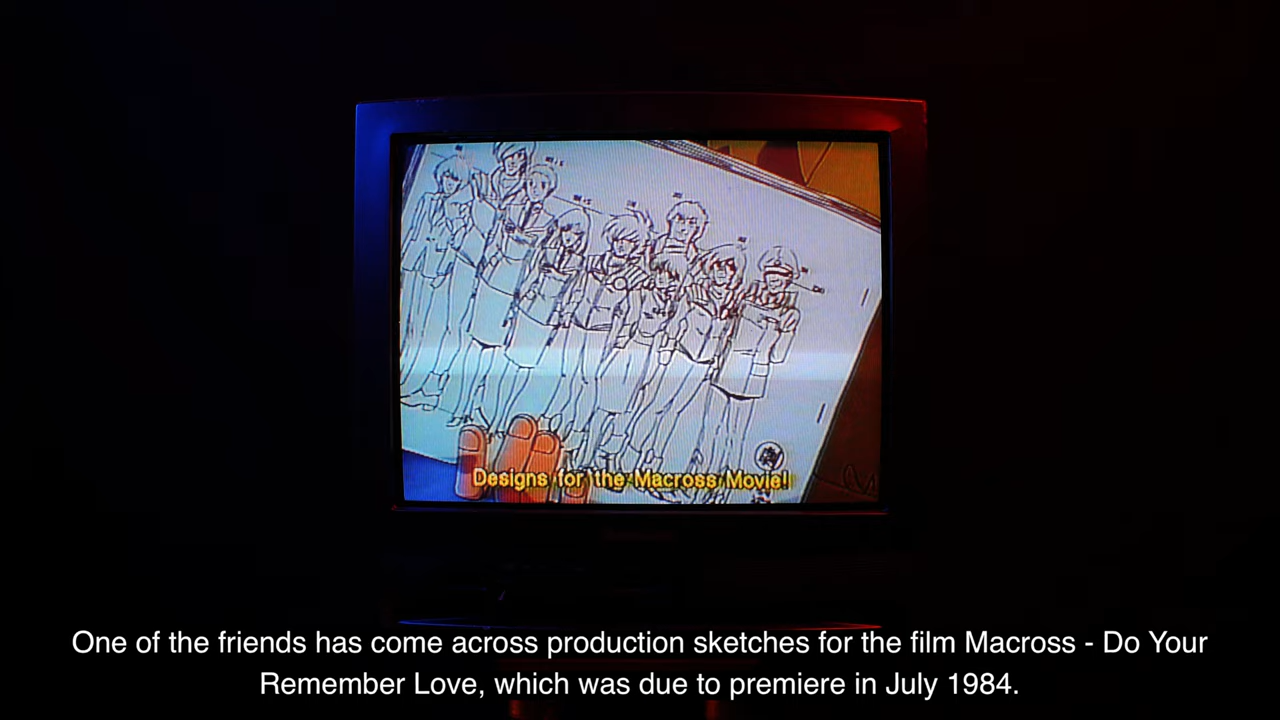 Designs for the Macross Movie!
One of the friends has come across production sketches for the film Macross - Do Your
Remember Love, which was due to premiere in July 1984.